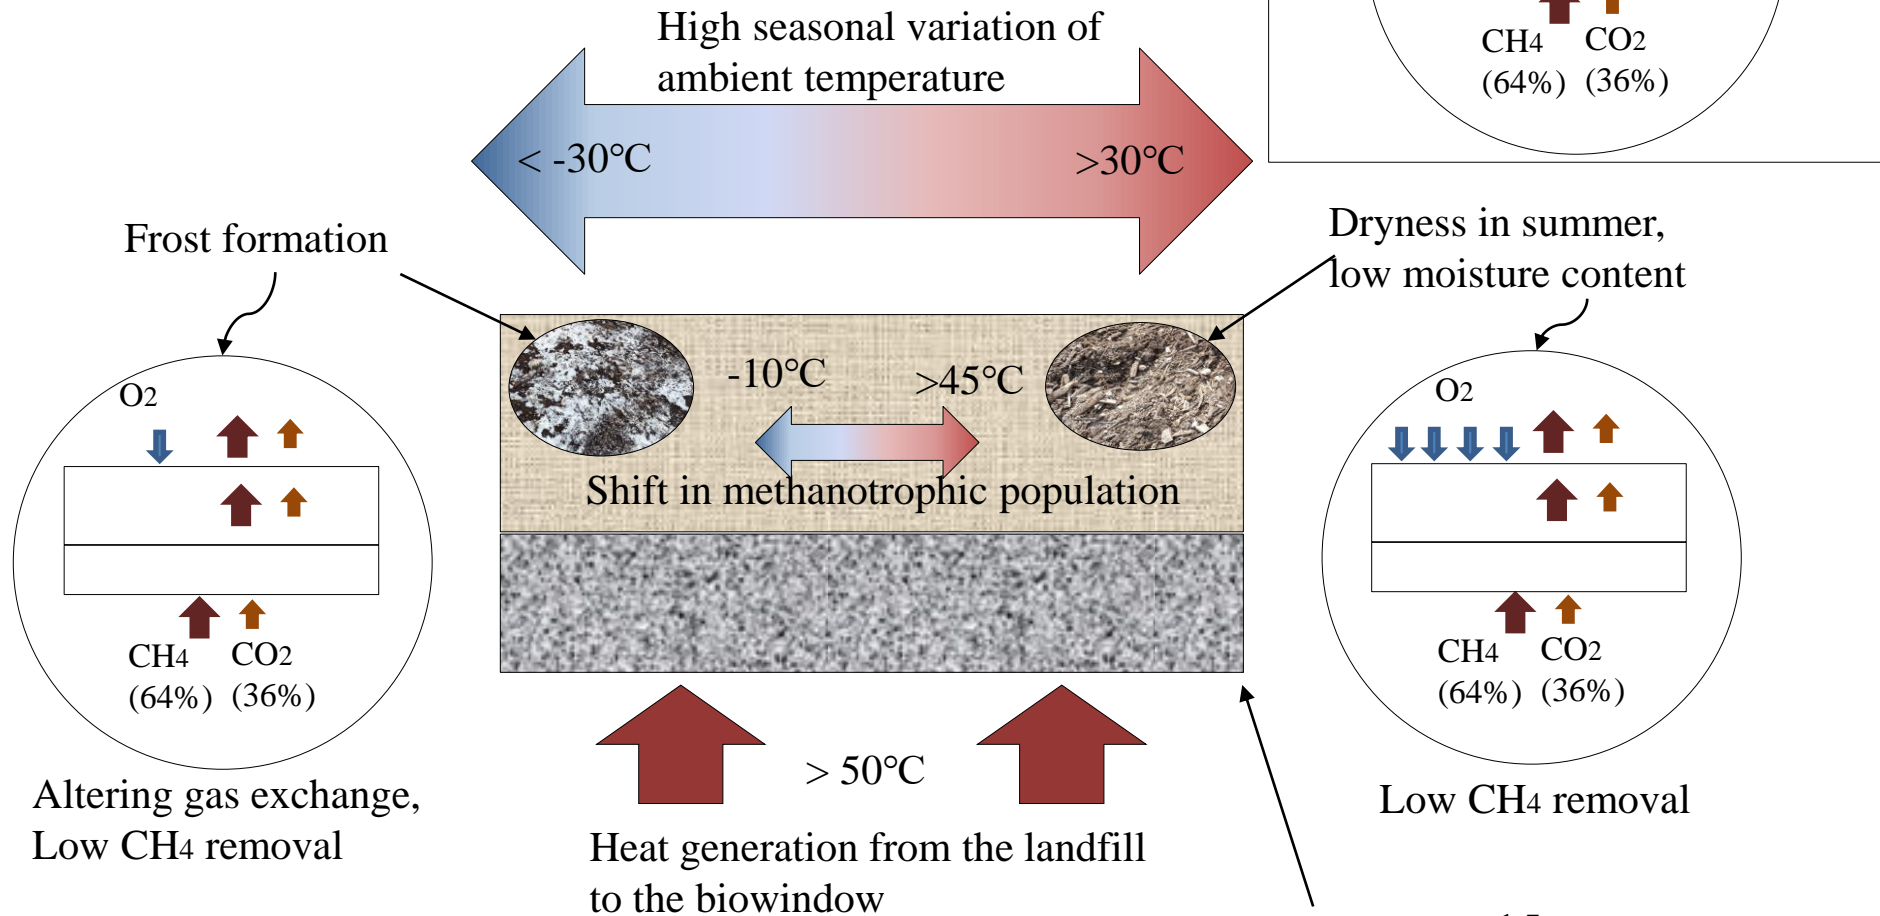 High seasonal variation of
ambient temperature
CH4 CO2
(64%) (36%)
< -30℃ >30℃
Frost formation
Dryness in summer,
low moisture content
-10℃ >45℃
O2
O2
Shift in methanotrophic population
CH4 CO2
(64%) (36%)
CH4 CO2
(64%) (36%)
> 50℃
Altering gas exchange,
Low CH4 removal
Low CH4 removal
Heat generation from the landfill
to the biowindow